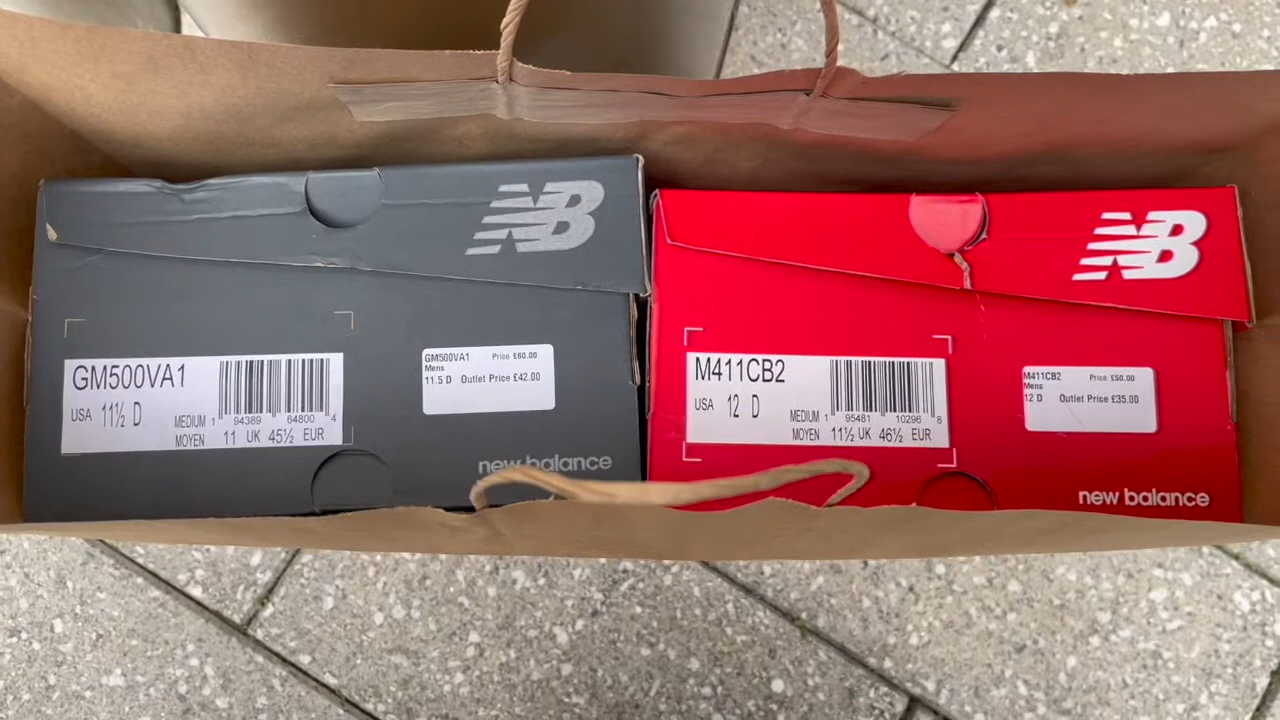 NB
GM500VA1
USA 11½ D
MEDIUM
MOYEN
1 94389 64800 4
11 UK 45½ EUR
GM500VA1 Price £60.00
Mens
11.5 D Outlet Price £42.00
new balance
NB
M411CB2
USA 12 D
MEDIUM
MOYEN
1 95481 10296 8
11½ UK 46½ EUR
M411CB2 Price £50.00
Mens
12 D Outlet Price £35.00
new balance